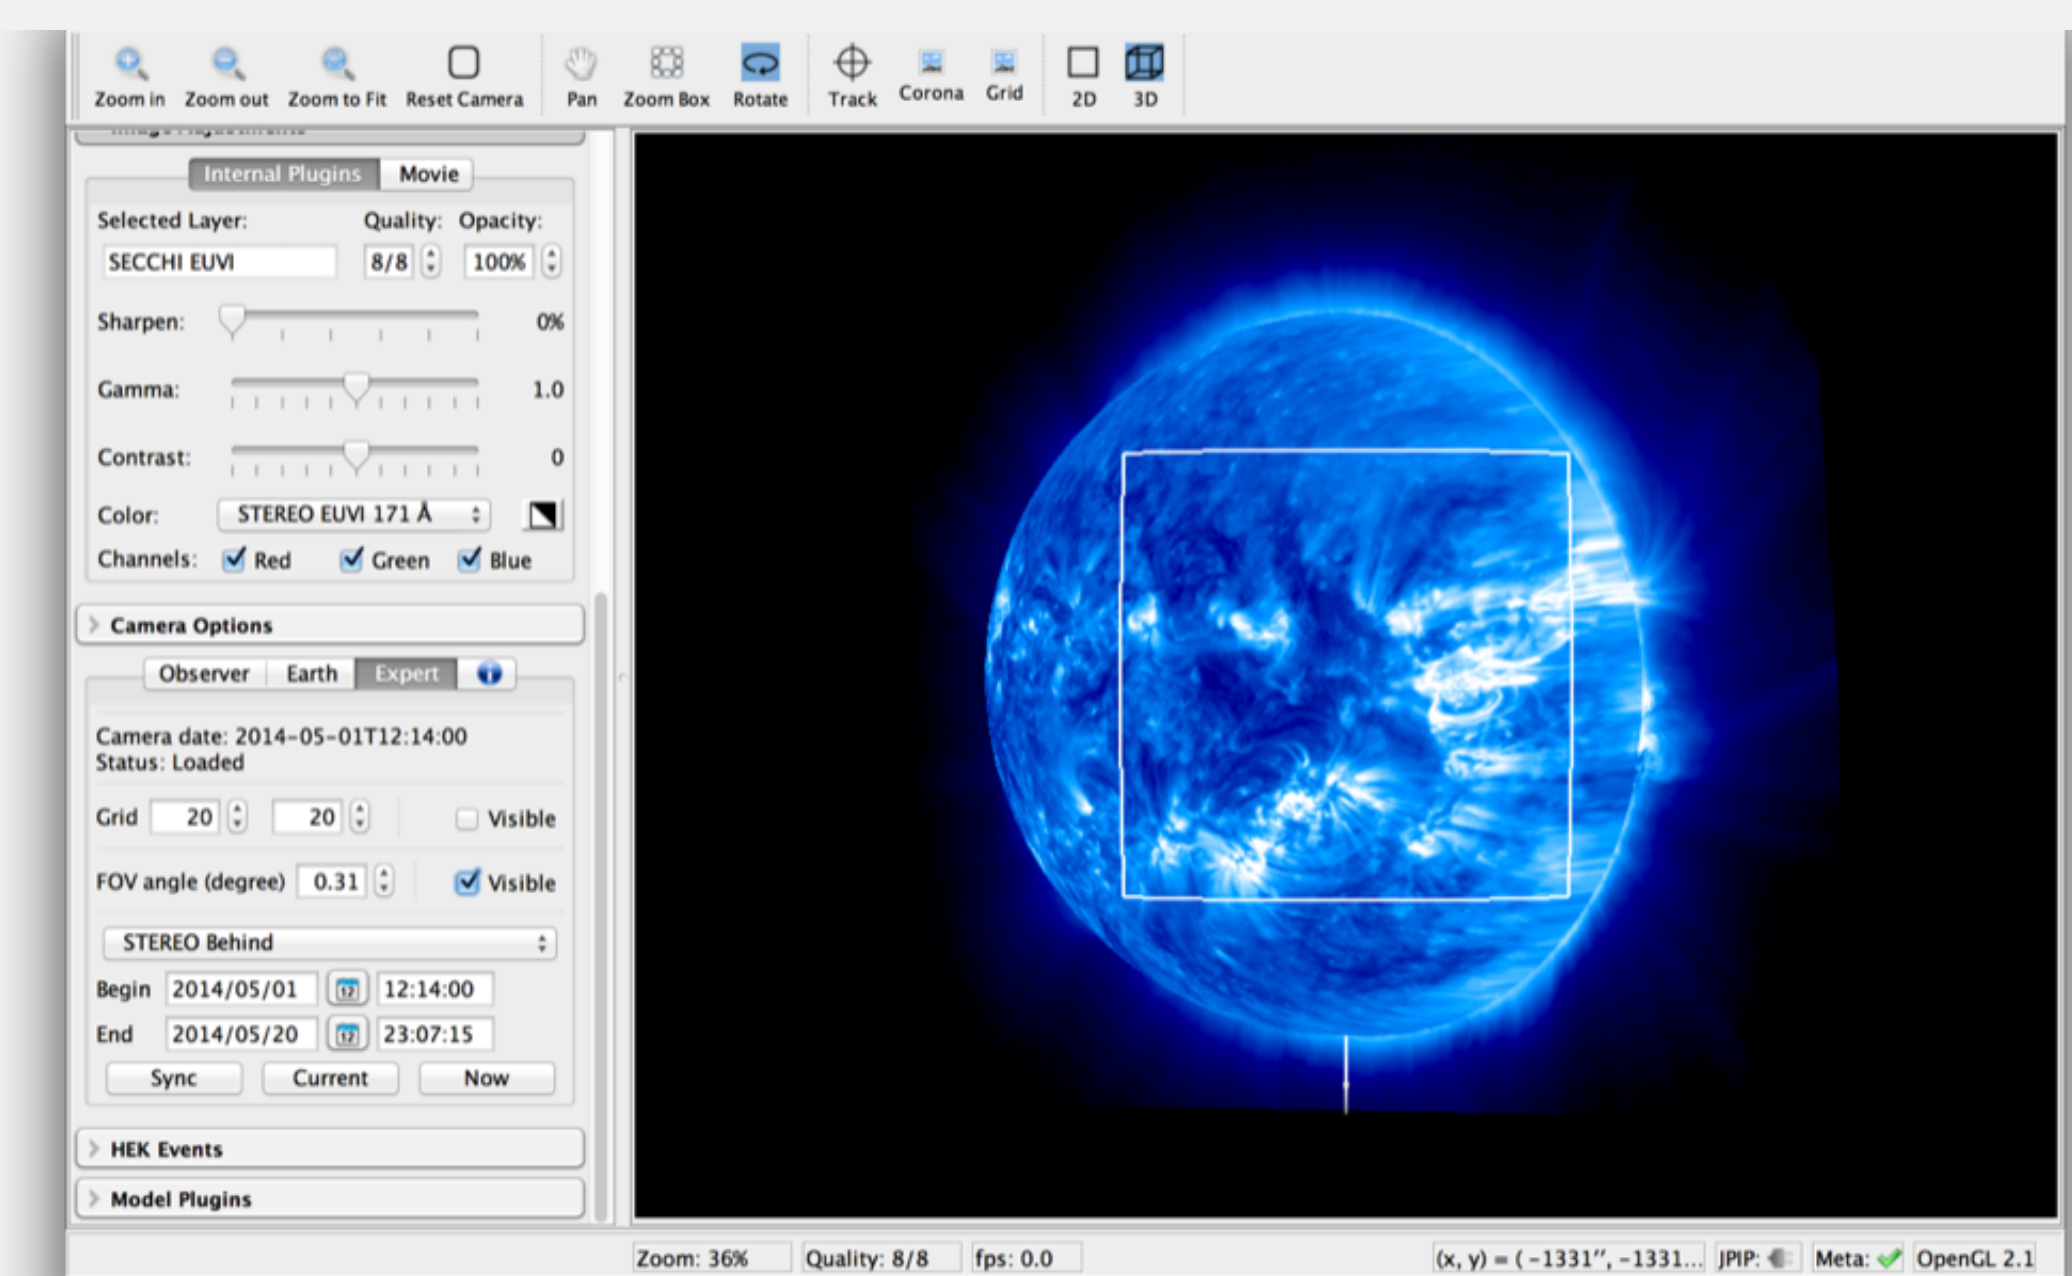 Zoom in Zoom out Zoom to Fit Reset Camera Pan Zoom Box Rotate Track Corona Grid 2D 3D
Image Adjustments
Internal Plugins Movie
Selected Layer: Quality: Opacity:
SECCHI EUVI 8/8 100%
Sharpen: 0%
Gamma: 1.0
Contrast: 0
Color: STEREO EUVI 171 Å
Channels: Red Green Blue
Camera Options
Observer Earth Expert
Camera date: 2014-05-01T12:14:00
Status: Loaded
Grid 20 20 Visible
FOV angle (degree) 0.31 Visible
STEREO Behind
Begin 2014/05/01 12 12:14:00
End 2014/05/20 12 23:07:15
Sync Current Now
HEK Events
Model Plugins
Zoom: 36% Quality: 8/8 fps: 0.0 (x, y) = ( -1331″, -1331... JPIP: Meta: OpenGL 2.1